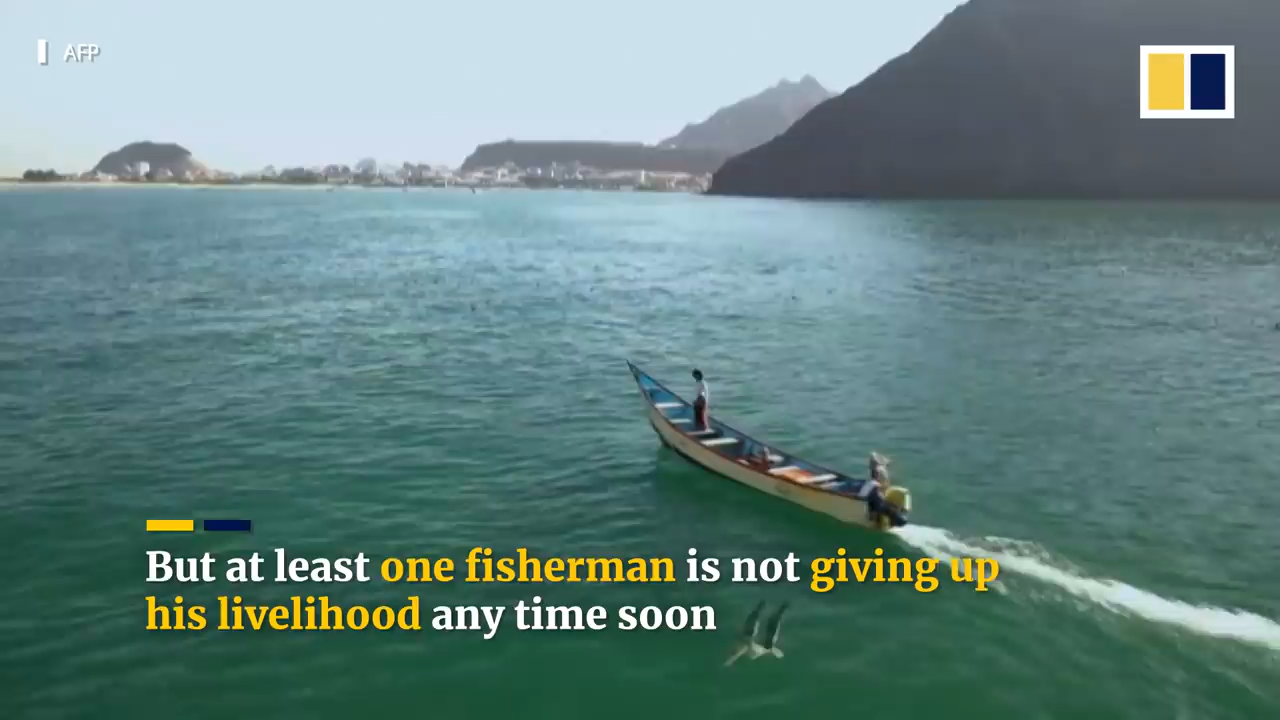 AFP
But at least one fisherman is not giving up
his livelihood any time soon